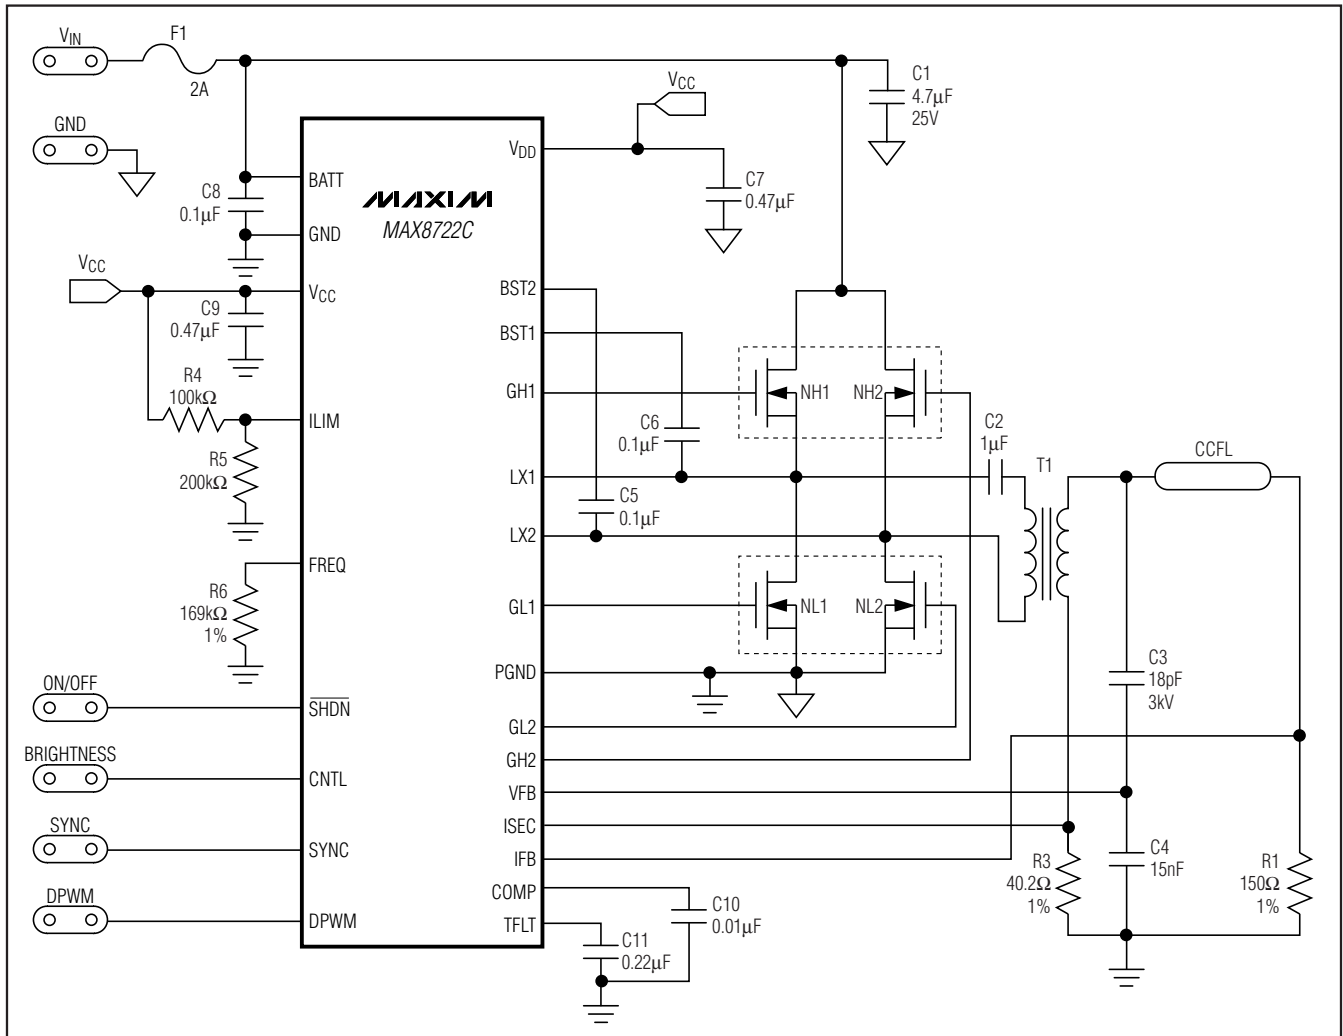 VIN
F1
2A
GND
C1
4.7µF
25V
VCC
VDD
C7
0.47µF
BATT
C8
0.1µF
GND
MAXIM
MAX8722C
VCC
VCC
C9
0.47µF
R4
100kΩ
ILIM
R5
200kΩ
FREQ
R6
169kΩ
1%
ON/OFF
SHDN
BRIGHTNESS
CNTL
SYNC
SYNC
DPWM
DPWM
BST2
BST1
GH1
NH1
NH2
C6
0.1µF
LX1
C5
0.1µF
LX2
GL1
NL1
NL2
PGND
GL2
GH2
VFB
ISEC
IFB
COMP
TFLT
C10
0.01µF
C11
0.22µF
C2
1µF
T1
CCFL
C3
18pF
3kV
R3
40.2Ω
1%
C4
15nF
R1
150Ω
1%